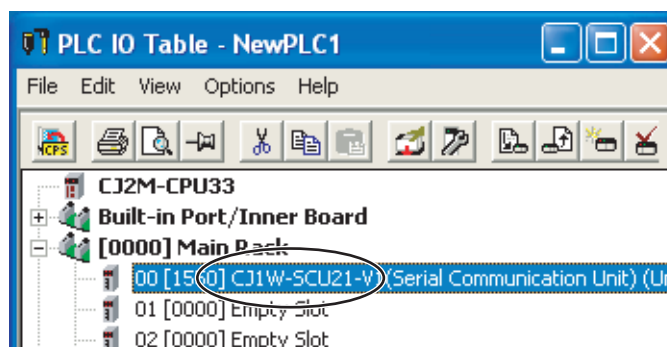 PLC IO Table - NewPLC1
File Edit View Options Help
CPS
CJ2M-CPU33
Built-in Port/Inner Board
[0000] Main Rack
00 [1500] CJ1W-SCU21-V1 (Serial Communication Unit) (Un
01 [0000] Empty Slot
02 [0000] Empty Slot